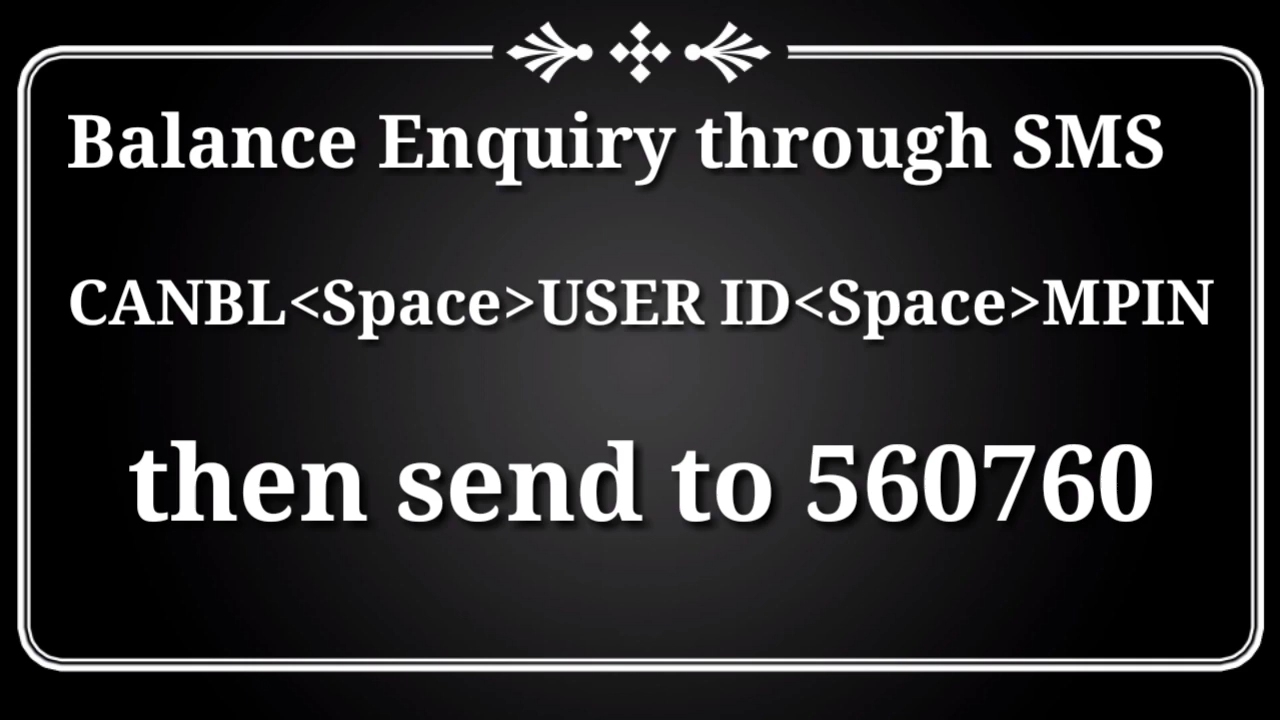 Balance Enquiry through SMS
CANBL<Space>USER ID<Space>MPIN
then send to 560760